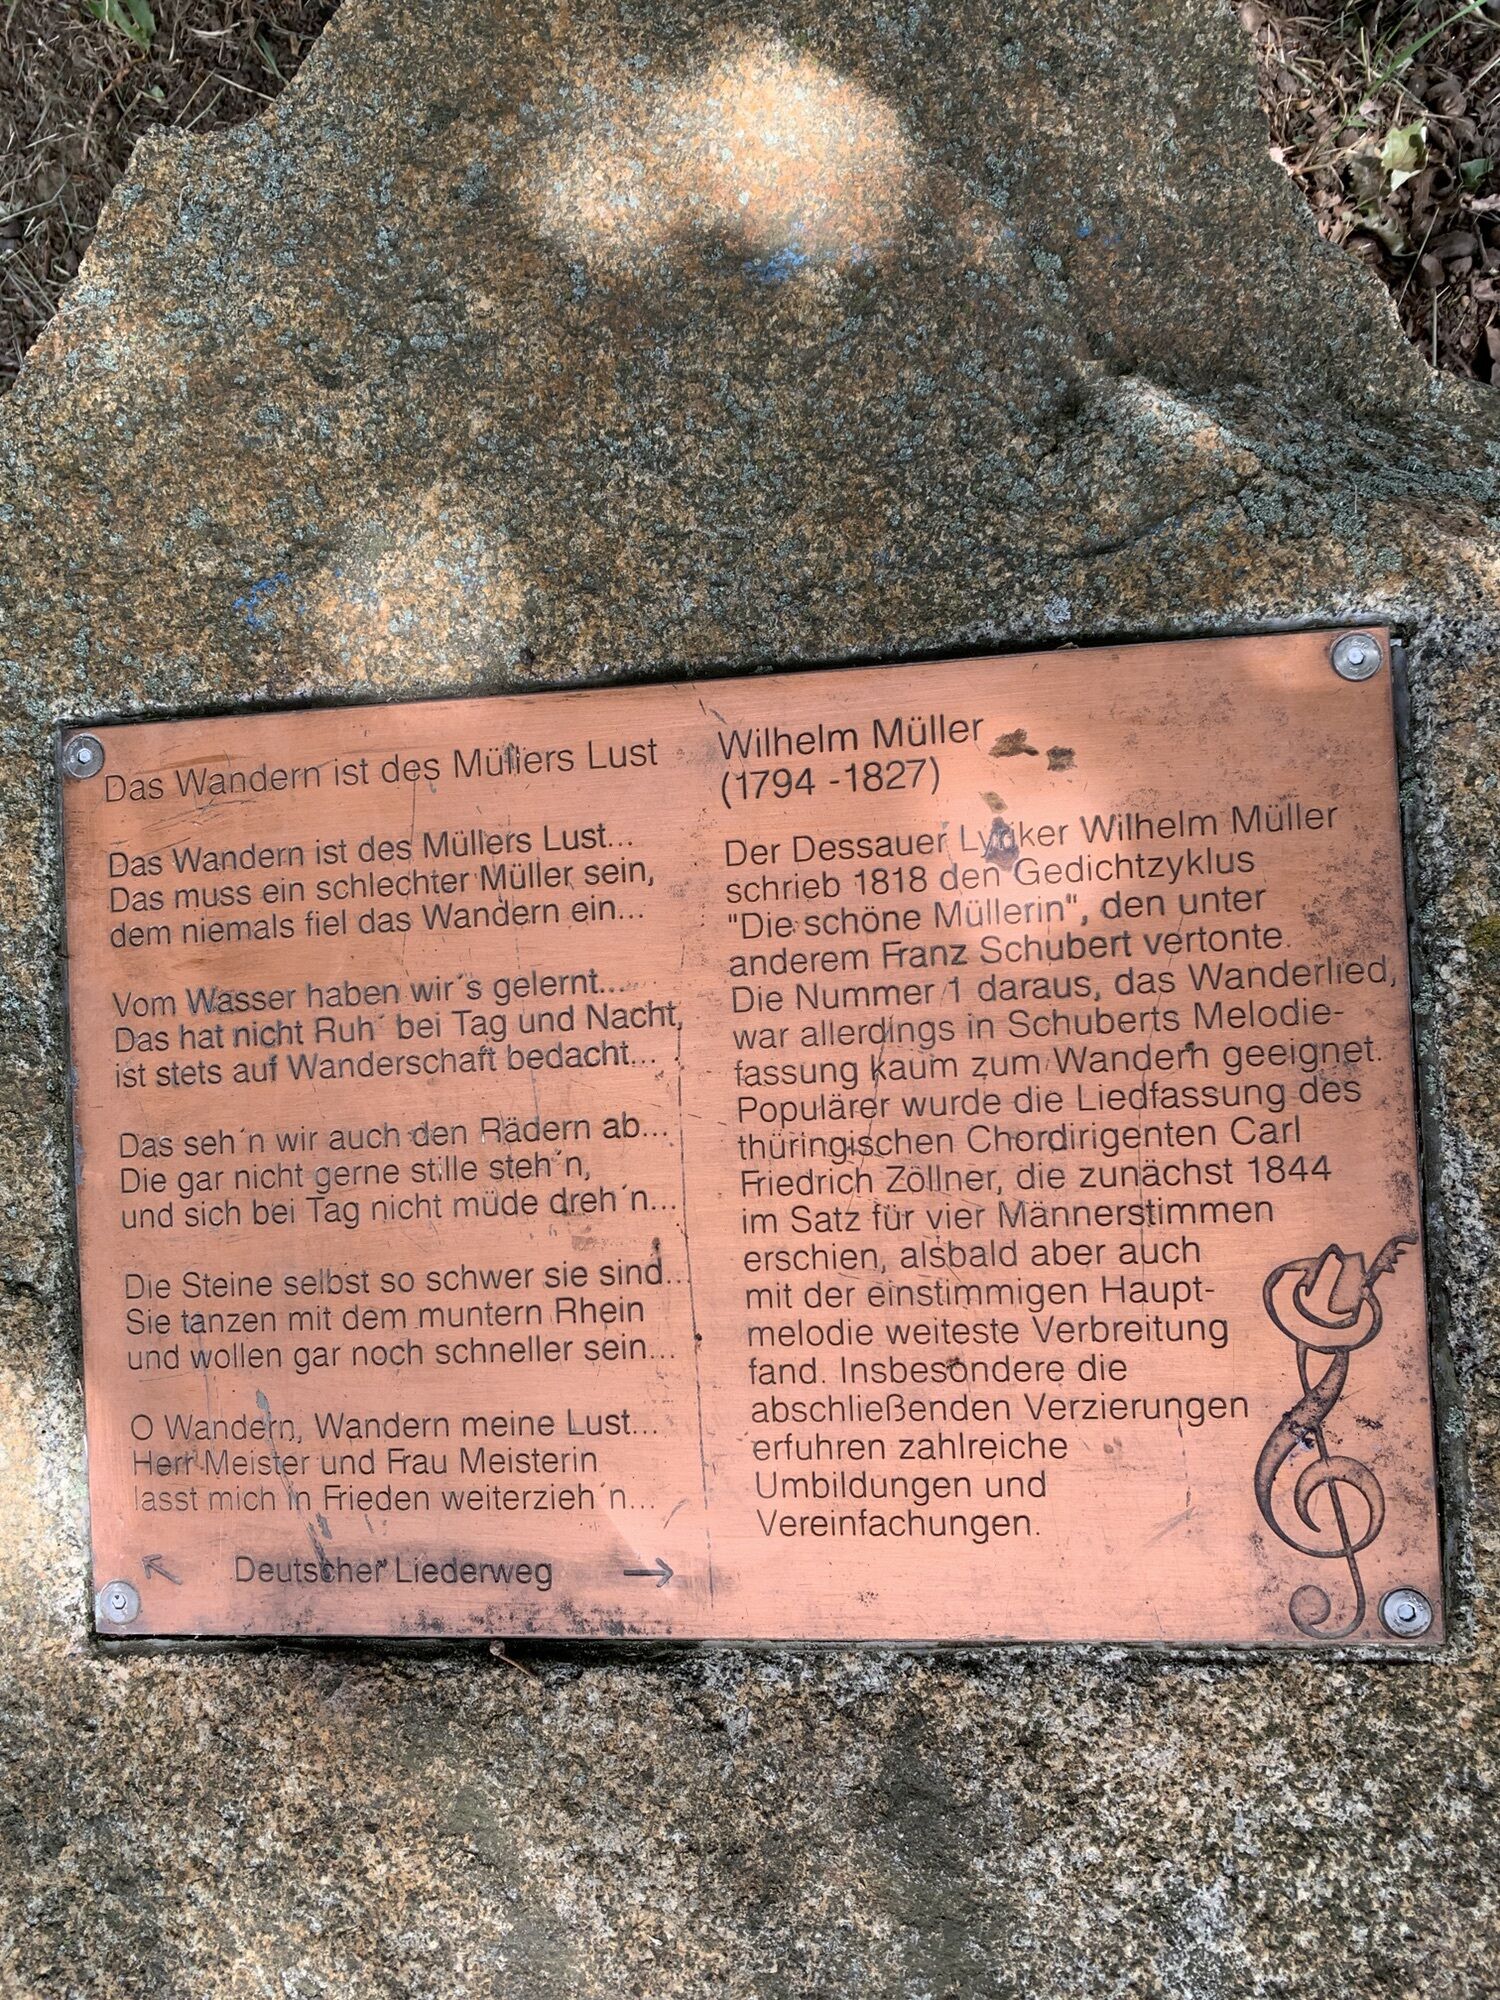 Das Wandern ist des Müllers Lust
Das Wandern ist des Müllers Lust...
Das muss ein schlechter Müller sein,
dem niemals fiel das Wandern ein...
Vom Wasser haben wir´s gelernt...
Das hat nicht Ruh´ bei Tag und Nacht,
ist stets auf Wanderschaft bedacht...
Das seh´n wir auch den Rädern ab...
Die gar nicht gerne stille steh´n,
und sich bei Tag nicht müde dreh´n...
Die Steine selbst so schwer sie sind...
Sie tanzen mit dem muntern Rhein
und wollen gar noch schneller sein...
O Wandern, Wandern meine Lust...
Herr Meister und Frau Meisterin
lasst mich in Frieden weiterzieh´n...
Deutscher Liederweg
Wilhelm Müller
(1794 -1827)
Der Dessauer Lyriker Wilhelm Müller
schrieb 1818 den Gedichtzyklus
"Die schöne Müllerin", den unter
anderem Franz Schubert vertonte.
Die Nummer 1 daraus, das Wanderlied,
war allerdings in Schuberts Melodie-
fassung kaum zum Wandern geeignet.
Populärer wurde die Liedfassung des
thüringischen Chordirigenten Carl
Friedrich Zöllner, die zunächst 1844
im Satz für vier Männerstimmen
erschien, alsbald aber auch
mit der einstimmigen Haupt-
melodie weiteste Verbreitung
fand. Insbesondere die
abschließenden Verzierungen
erfuhren zahlreiche
Umbildungen und
Vereinfachungen.